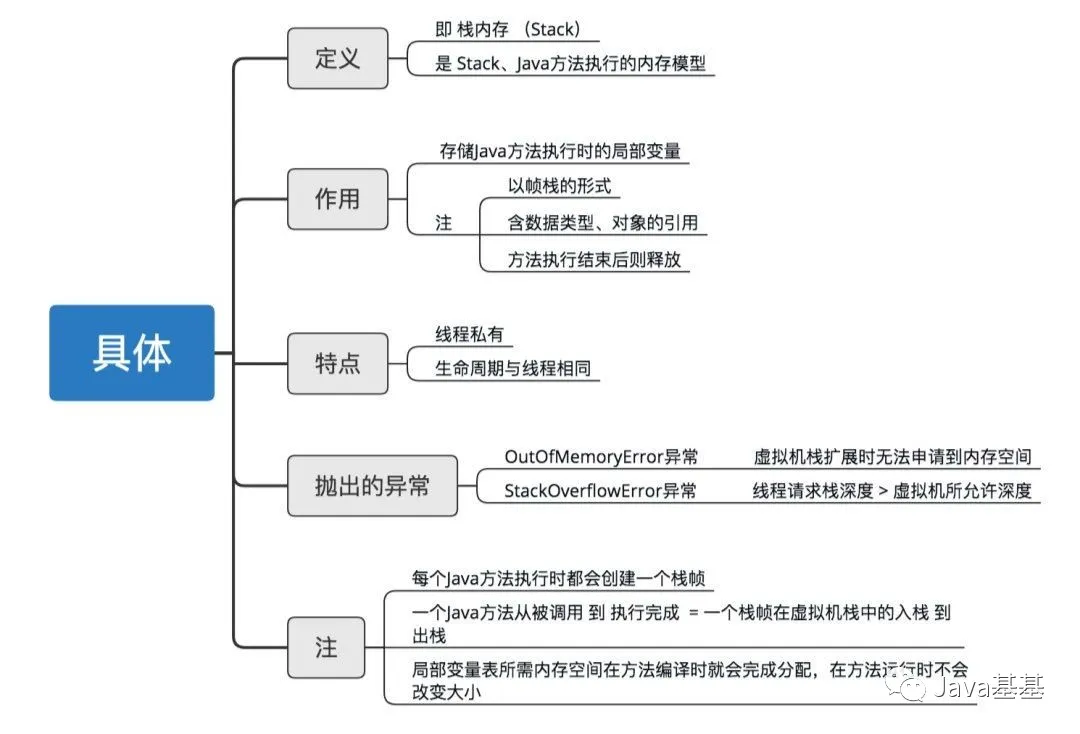 具体
定义
即 栈内存 （Stack）
是 Stack、Java方法执行的内存模型
作用
存储Java方法执行时的局部变量
注
以帧栈的形式
含数据类型、对象的引用
方法执行结束后则释放
特点
线程私有
生命周期与线程相同
抛出的异常
OutOfMemoryError异常 虚拟机栈扩展时无法申请到内存空间
StackOverflowError异常 线程请求栈深度 > 虚拟机所允许深度
注
每个Java方法执行时都会创建一个栈帧
一个Java方法从被调用 到 执行完成 = 一个栈帧在虚拟机栈中的入栈 到
出栈
局部变量表所需内存空间在方法编译时就会完成分配，在方法运行时不会
改变大小
Java基基